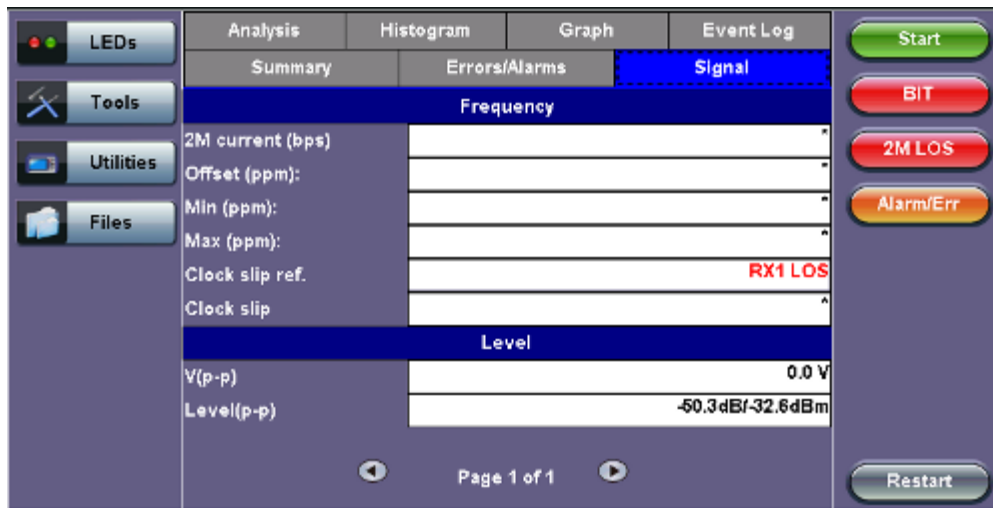 LEDs
Tools
Utilities
Files
Analysis Histogram Graph Event Log
Summary Errors/Alarms Signal
Frequency
2M current (bps) *
Offset (ppm): *
Min (ppm): *
Max (ppm): *
Clock slip ref. RX1 LOS
Clock slip *
Level
V(p-p) 0.0 V
Level(p-p) -50.3dB/-32.6dBm
Page 1 of 1
Start
BIT
2M LOS
Alarm/Err
Restart